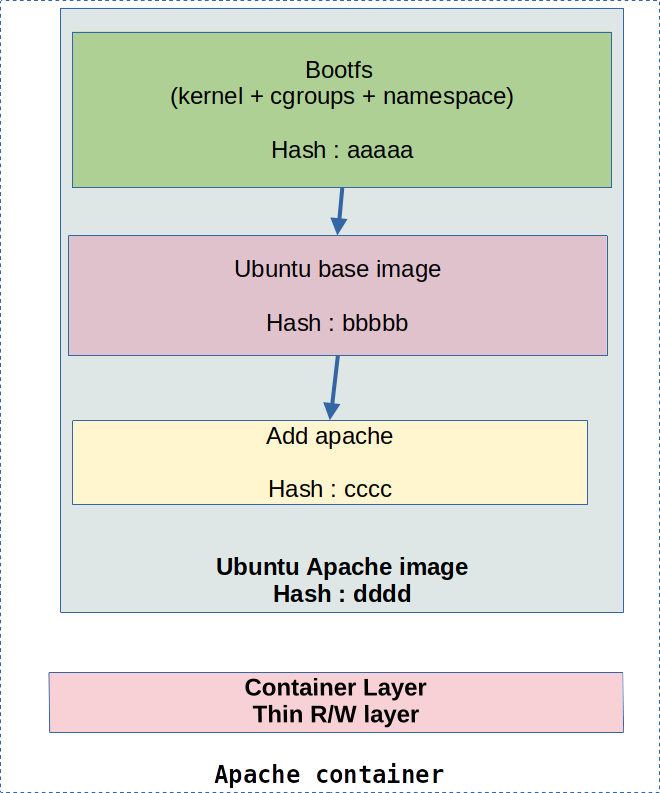 Bootfs
(kernel + cgroups + namespace)
Hash : aaaaa
Ubuntu base image
Hash : bbbbb
Add apache
Hash : cccc
Ubuntu Apache image
Hash : dddd
Container Layer
Thin R/W layer
Apache container